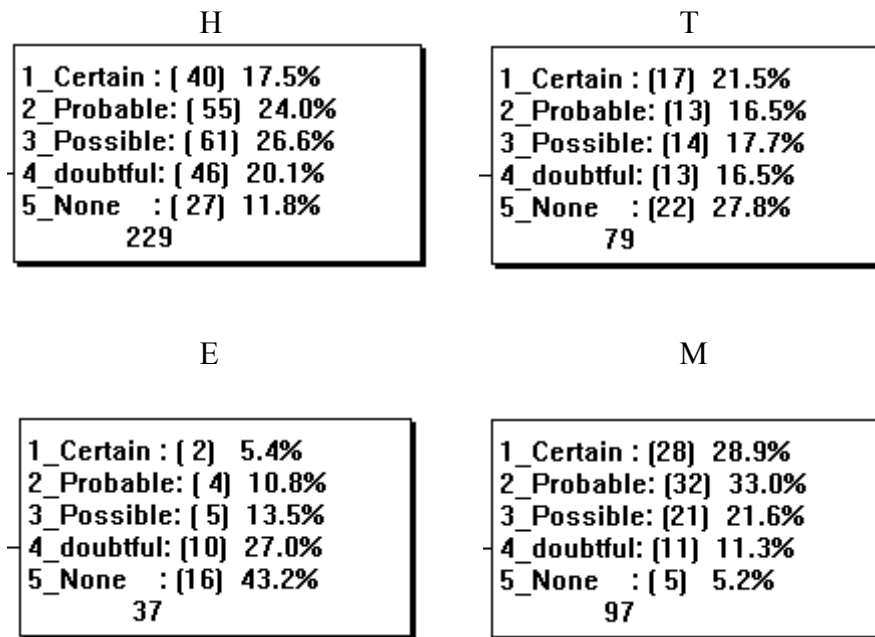 H
1_Certain : ( 40) 17.5%
2_Probable: ( 55) 24.0%
3_Possible: ( 61) 26.6%
4_doubtful: ( 46) 20.1%
5_None : ( 27) 11.8%
229
T
1_Certain : (17) 21.5%
2_Probable: (13) 16.5%
3_Possible: (14) 17.7%
4_doubtful: (13) 16.5%
5_None : (22) 27.8%
79
E
1_Certain : ( 2) 5.4%
2_Probable: ( 4) 10.8%
3_Possible: ( 5) 13.5%
4_doubtful: (10) 27.0%
5_None : (16) 43.2%
37
M
1_Certain : (28) 28.9%
2_Probable: (32) 33.0%
3_Possible: (21) 21.6%
4_doubtful: (11) 11.3%
5_None : ( 5) 5.2%
97